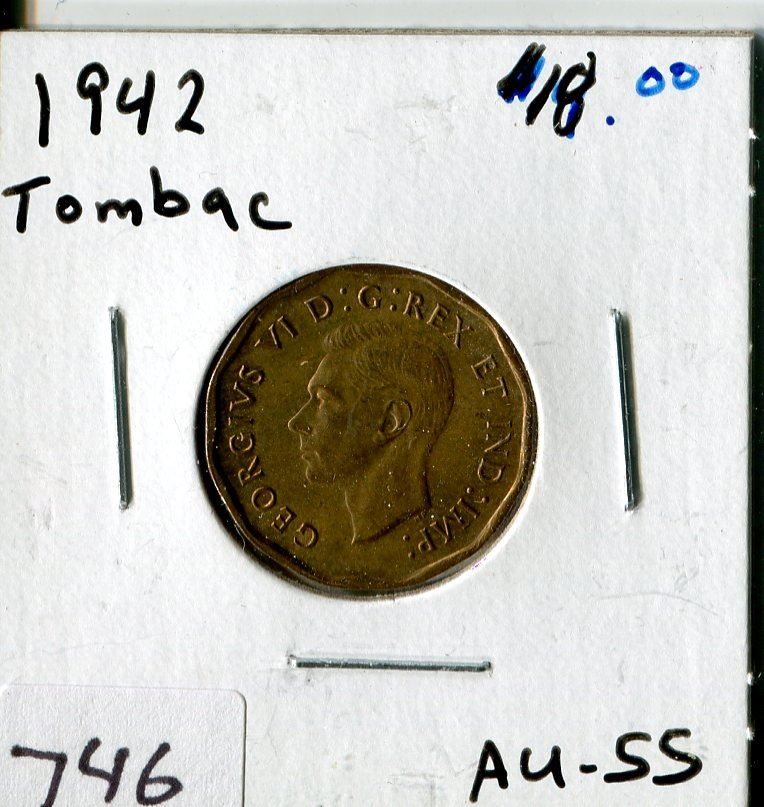 1942
$18.00
Tombac
GEORGIVS VI D:G:REX ET IND:IMP:
746
AU-55